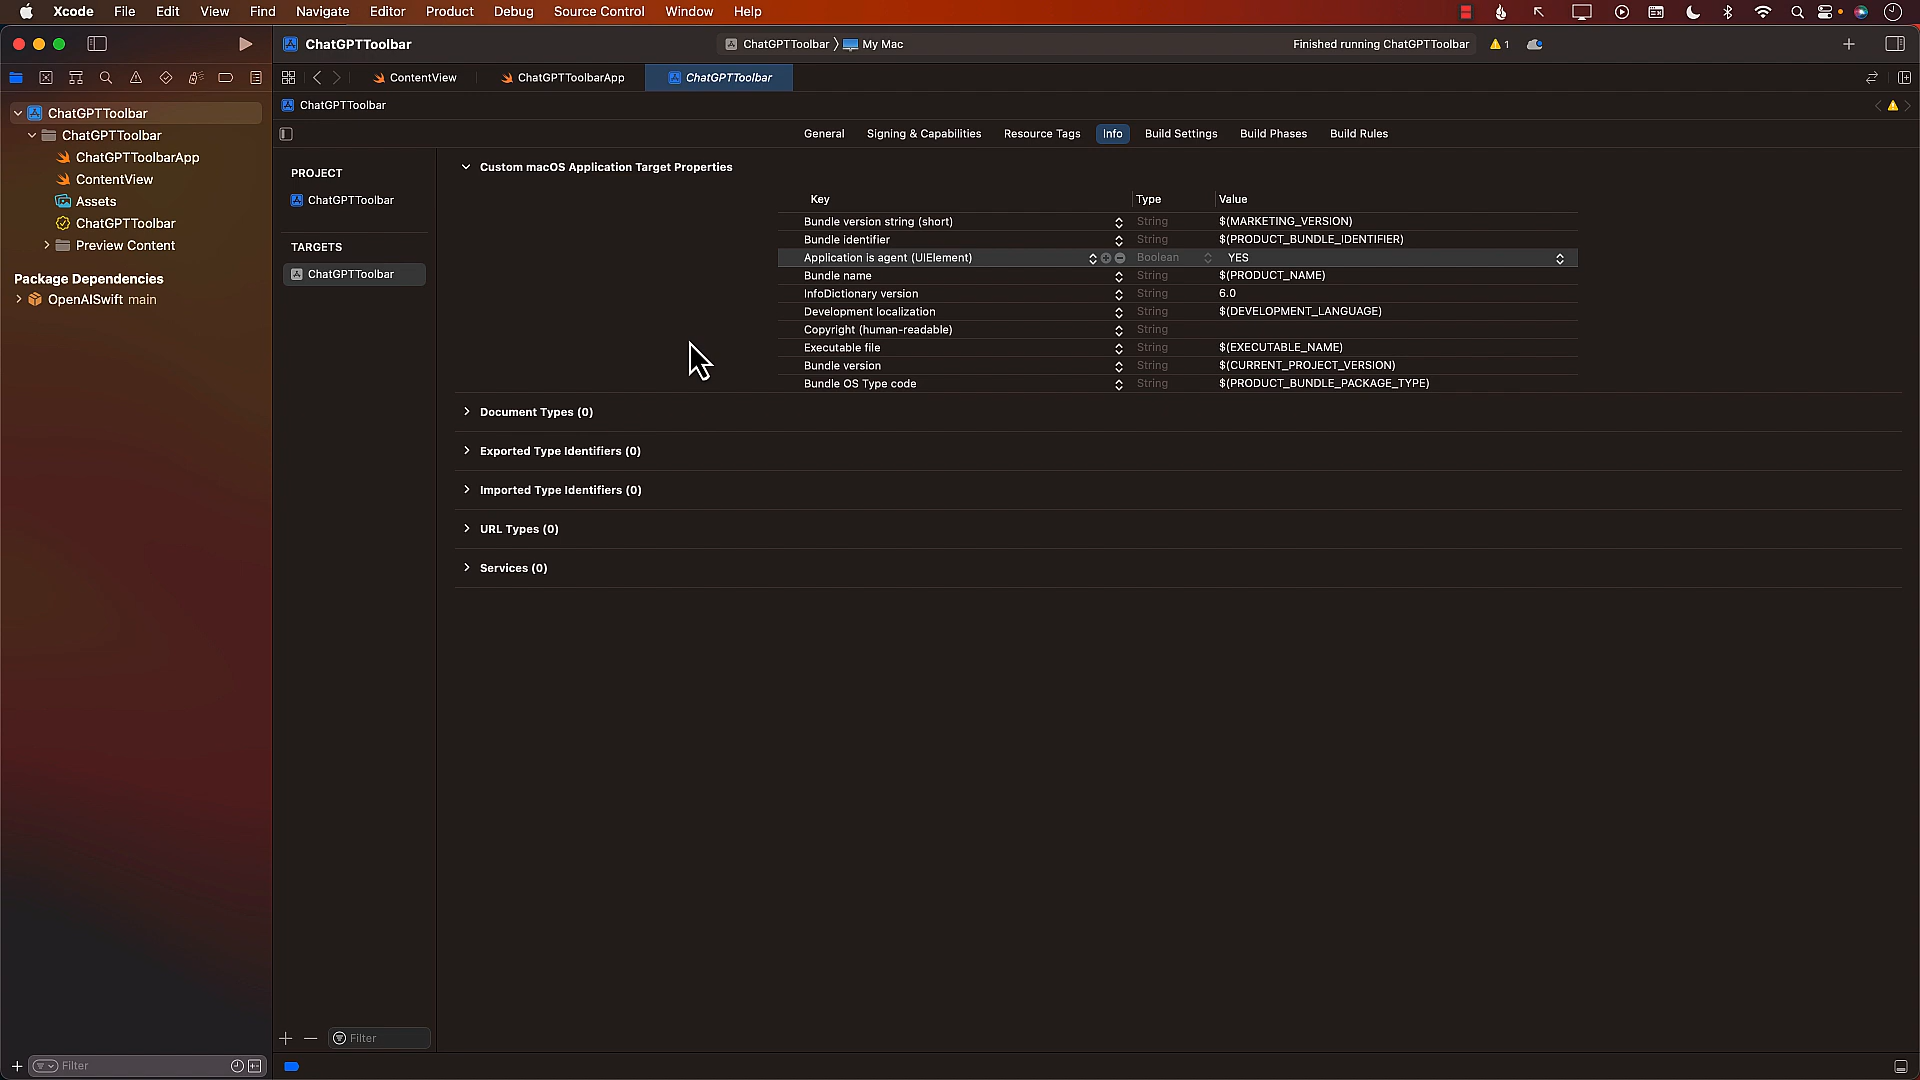 Xcode File Edit View Find Navigate Editor Product Debug Source Control Window Help
ChatGPTToolbar
ChatGPTToolbar My Mac
Finished running ChatGPTToolbar
1
ContentView
ChatGPTToolbarApp
ChatGPTToolbar
ChatGPTToolbar
ChatGPTToolbar
ChatGPTToolbar
ChatGPTToolbarApp
ContentView
Assets
ChatGPTToolbar
Preview Content
Package Dependencies
OpenAISwift main
Filter
General Signing & Capabilities Resource Tags Info Build Settings Build Phases Build Rules
PROJECT
ChatGPTToolbar
TARGETS
ChatGPTToolbar
Filter
Custom macOS Application Target Properties
Key Type Value
Bundle version string (short) String $(MARKETING_VERSION)
Bundle identifier String $(PRODUCT_BUNDLE_IDENTIFIER)
Application is agent (UIElement) Boolean YES
Bundle name String $(PRODUCT_NAME)
InfoDictionary version String 6.0
Development localization String $(DEVELOPMENT_LANGUAGE)
Copyright (human-readable) String
Executable file String $(EXECUTABLE_NAME)
Bundle version String $(CURRENT_PROJECT_VERSION)
Bundle OS Type code String $(PRODUCT_BUNDLE_PACKAGE_TYPE)
Document Types (0)
Exported Type Identifiers (0)
Imported Type Identifiers (0)
URL Types (0)
Services (0)